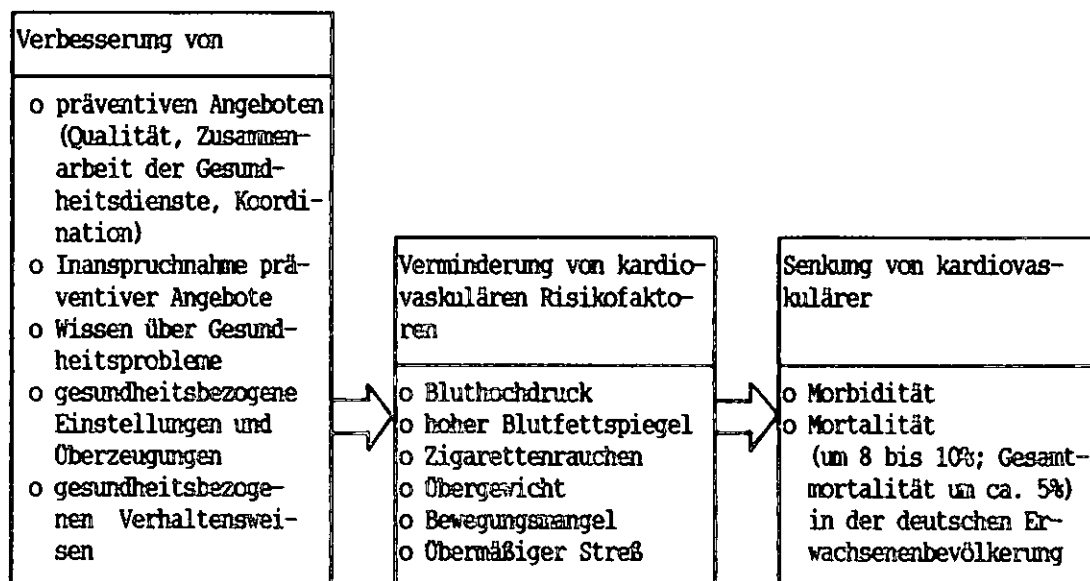 Verbesserung von
o präventiven Angeboten
(Qualität, Zusammen-
arbeit der Gesund-
heitsdienste, Koordi-
nation)
o Inanspruchnahme prä-
ventiver Angebote
o Wissen über Gesund-
heitsprobleme
o gesundheitsbezogene
Einstellungen und
Überzeugungen
o gesundheitsbezoge-
nen Verhaltenswei-
sen
Verminderung von kardio-
vaskulären Risikofakto-
ren
o Bluthochdruck
o hoher Blutfettspiegel
o Zigarettenrauchen
o Übergewicht
o Bewegungsmangel
o Übermäßiger Streß
Senkung von kardiovas-
kulärer
o Morbidität
o Mortalität
(um 8 bis 10%; Gesamt-
mortalität um ca. 5%)
in der deutschen Er-
wachsenenbevölkerung